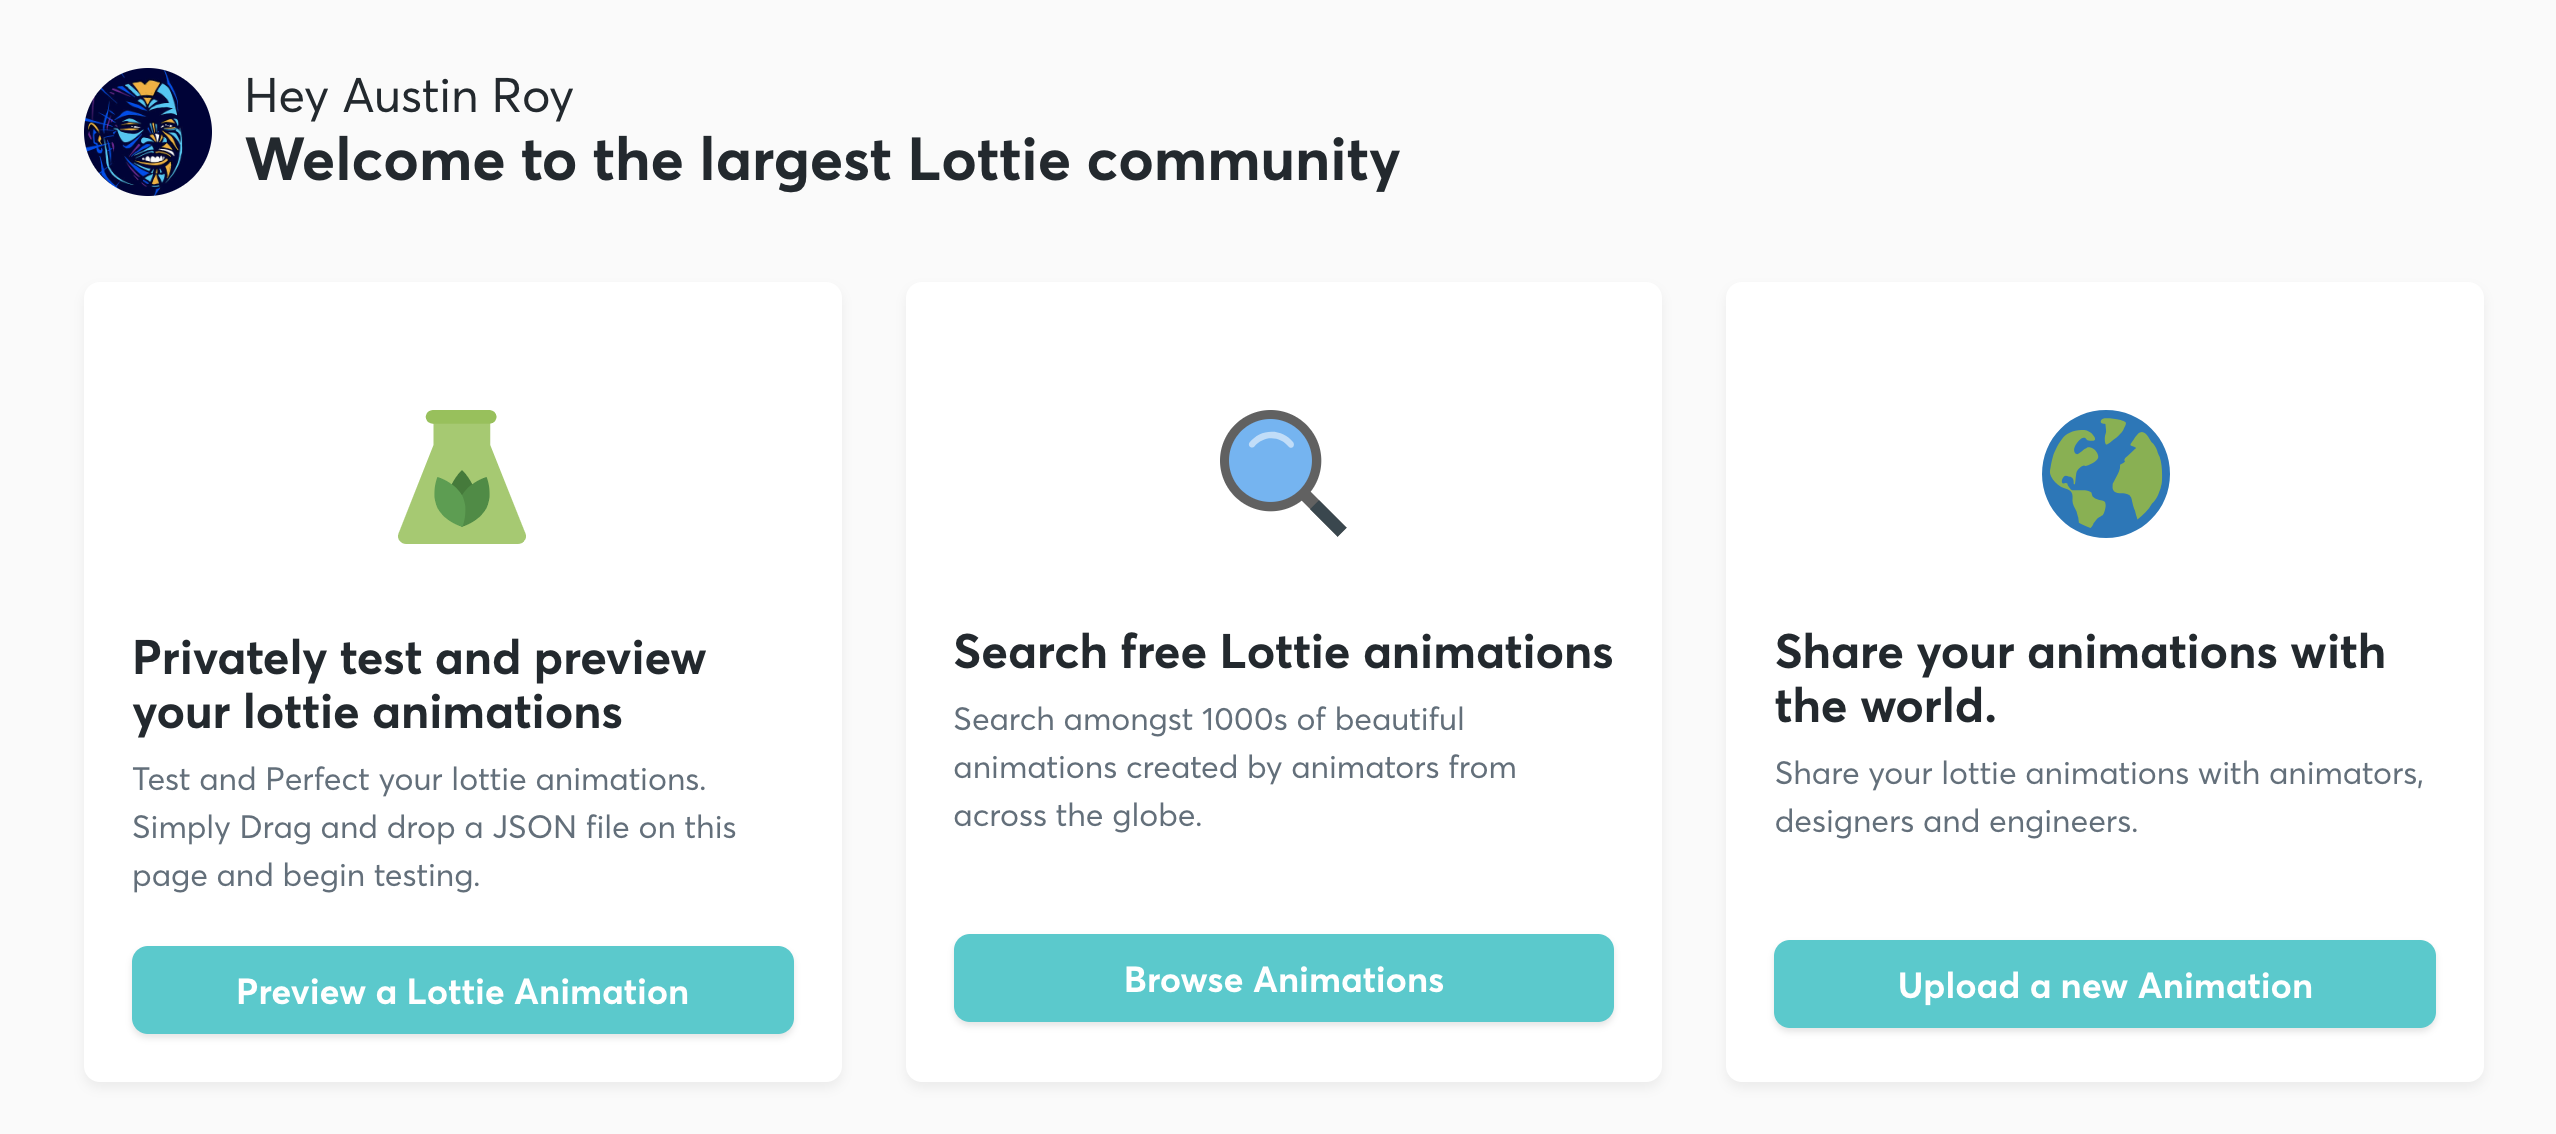 Hey Austin Roy
Welcome to the largest Lottie community
Privately test and preview
your lottie animations
Test and Perfect your lottie animations.
Simply Drag and drop a JSON file on this
page and begin testing.
Preview a Lottie Animation
Search free Lottie animations
Search amongst 1000s of beautiful
animations created by animators from
across the globe.
Browse Animations
Share your animations with
the world.
Share your lottie animations with animators,
designers and engineers.
Upload a new Animation